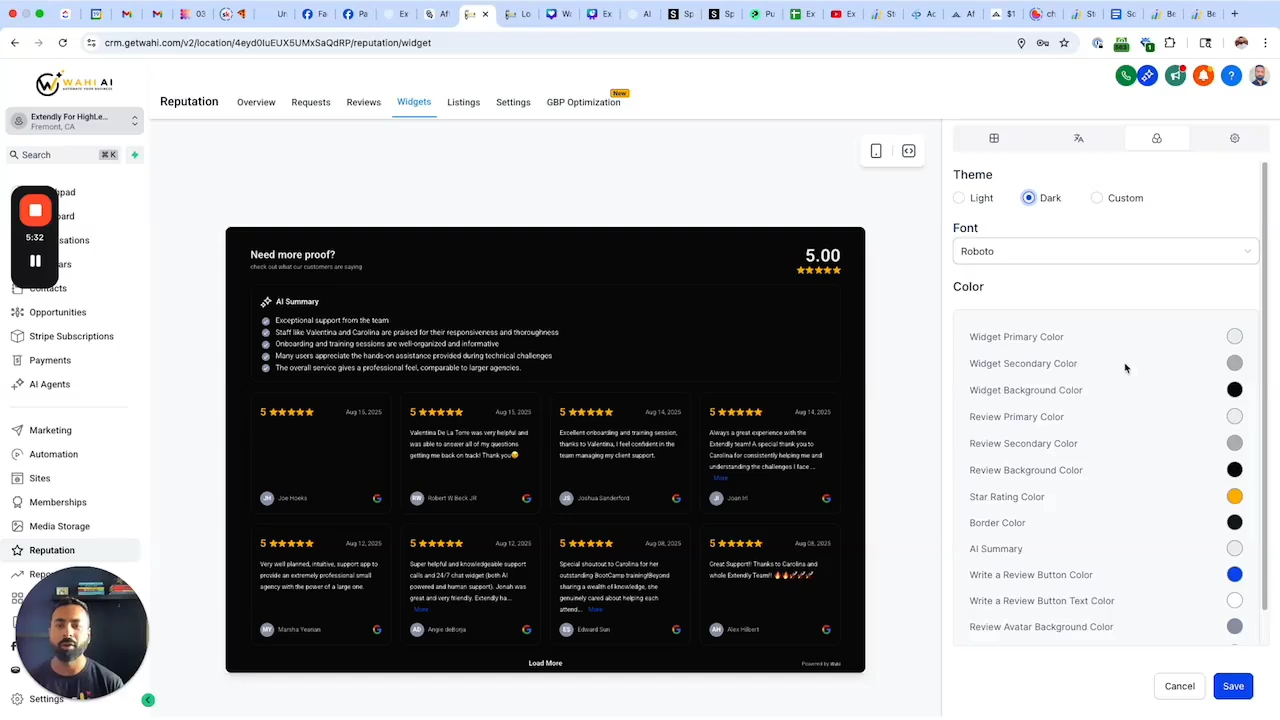 crm.getwahi.com/v2/location/4eyd0IuEUX5UMxSaQdRP/reputation/widget
563
1
WAHI AI
AUTOMATE YOUR BUSINESS
Extendly For HighLe...
Fremont, CA
Search
⌘ K
5:32
Contacts
Opportunities
Stripe Subscriptions
Payments
AI Agents
Marketing
Automation
Sites
Memberships
Media Storage
Reputation
Settings
Reputation
Overview
Requests
Reviews
Widgets
Listings
Settings
GBP Optimization
New
Need more proof?
check out what our customers are saying
5.00
AI Summary
Exceptional support from the team
Staff like Valentina and Carolina are praised for their responsiveness and thoroughness
Onboarding and training sessions are well-organized and informative
Many users appreciate the hands-on assistance provided during technical challenges
The overall service gives a professional feel, comparable to larger agencies.
5
Aug 15, 2025
JH
Joe Hoeks
5
Aug 15, 2025
Valentina De La Torre was very helpful and
was able to answer all of my questions
getting me back on track! Thank you
RW
Robert W.Beck JR
5
Aug 14, 2025
Excellent onboarding and training session,
thanks to Valentina, I feel confident in the
team managing my client support.
JS
Joshua Sanderford
5
Aug 14, 2025
Always a great experience with the
Extendly team! A special thank you to
Carolina for consistently helping me and
understanding the challenges I face ...
More
JI
Joan Irl
5
Aug 12, 2025
Very well planned, intuitive, support app to
provide an extremely professional small
agency with the power of a large one.
MY
Marsha Yeanian
5
Aug 12, 2025
Super helpful and knowledgeable support
calls and 24/7 chat widget (both AI
powered and human support). Jonah was
great and very friendly. Extendly ha...
More
AD
Angie deBorja
5
Aug 08, 2025
Special shoutout to Carolina for her
outstanding BootCamp training!Beyond
sharing a wealth of knowledge, she
genuinely cared about helping each
attend... More
ES
Edward Sun
5
Aug 08, 2025
Great Support!! Thanks to Carolina and
whole Extendly Team!!
AH
Alex Hilbert
Load More
Powered by Wahi
Theme
Light
Dark
Custom
Font
Roboto
Color
Widget Primary Color
Widget Secondary Color
Widget Background Color
Review Primary Color
Review Secondary Color
Review Background Color
Star Rating Color
Border Color
AI Summary
Write a Review Button Color
Write a Review Button Text Color
Review Avatar Background Color
Cancel
Save